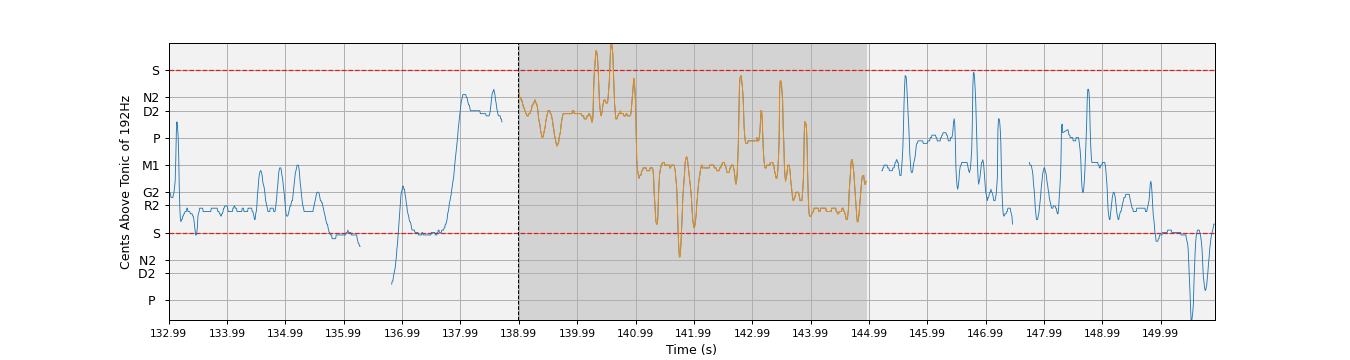 Cents Above Tonic of 192Hz
S
N2
D2
P
M1
G2
R2
S
N2
D2
P
132.99 133.99 134.99 135.99 136.99 137.99 138.99 139.99 140.99 141.99 142.99 143.99 144.99 145.99 146.99 147.99 148.99 149.99
Time (s)